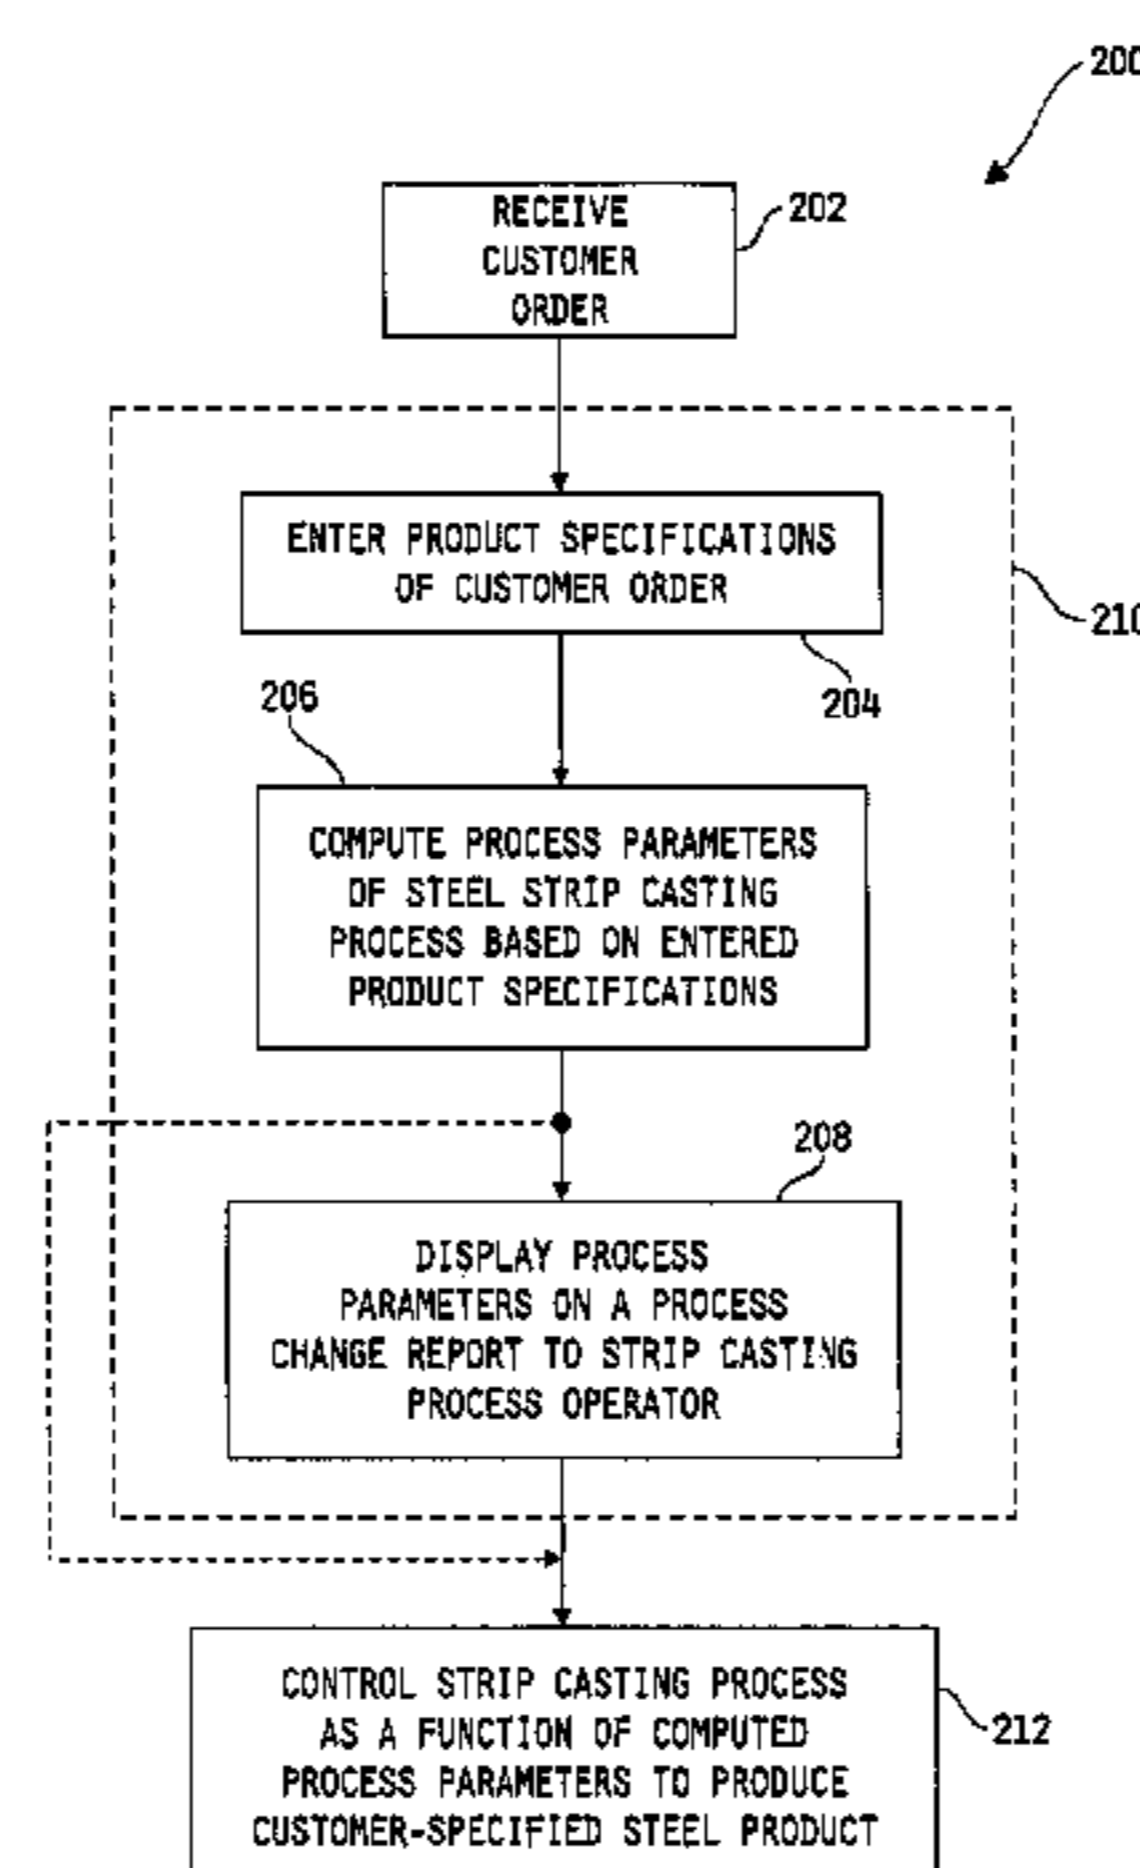 200
RECEIVE
CUSTOMER
ORDER
202
ENTER PRODUCT SPECIFICATIONS
OF CUSTOMER ORDER
210
204
206
COMPUTE PROCESS PARAMETERS
OF STEEL STRIP CASTING
PROCESS BASED ON ENTERED
PRODUCT SPECIFICATIONS
208
DISPLAY PROCESS
PARAMETERS ON A PROCESS
CHANGE REPORT TO STRIP CASTING
PROCESS OPERATOR
CONTROL STRIP CASTING PROCESS
AS A FUNCTION OF COMPUTED
PROCESS PARAMETERS TO PRODUCE
CUSTOMER-SPECIFIED STEEL PRODUCT
212